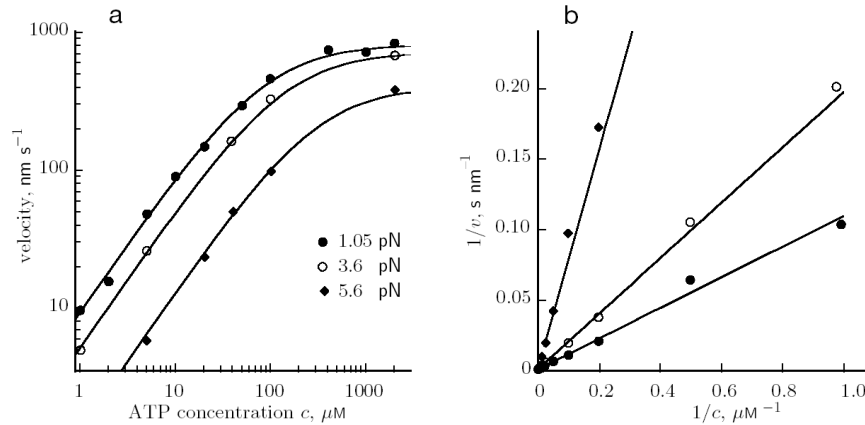 a
1000
100
10
velocity, nm s⁻¹
1.05 pN
3.6 pN
5.6 pN
1 10 100 1000
ATP concentration c, μM
b
0.20
0.15
0.10
0.05
0.00
1/v, s nm⁻¹
0 0.2 0.4 0.6 0.8 1.0
1/c, μM⁻¹